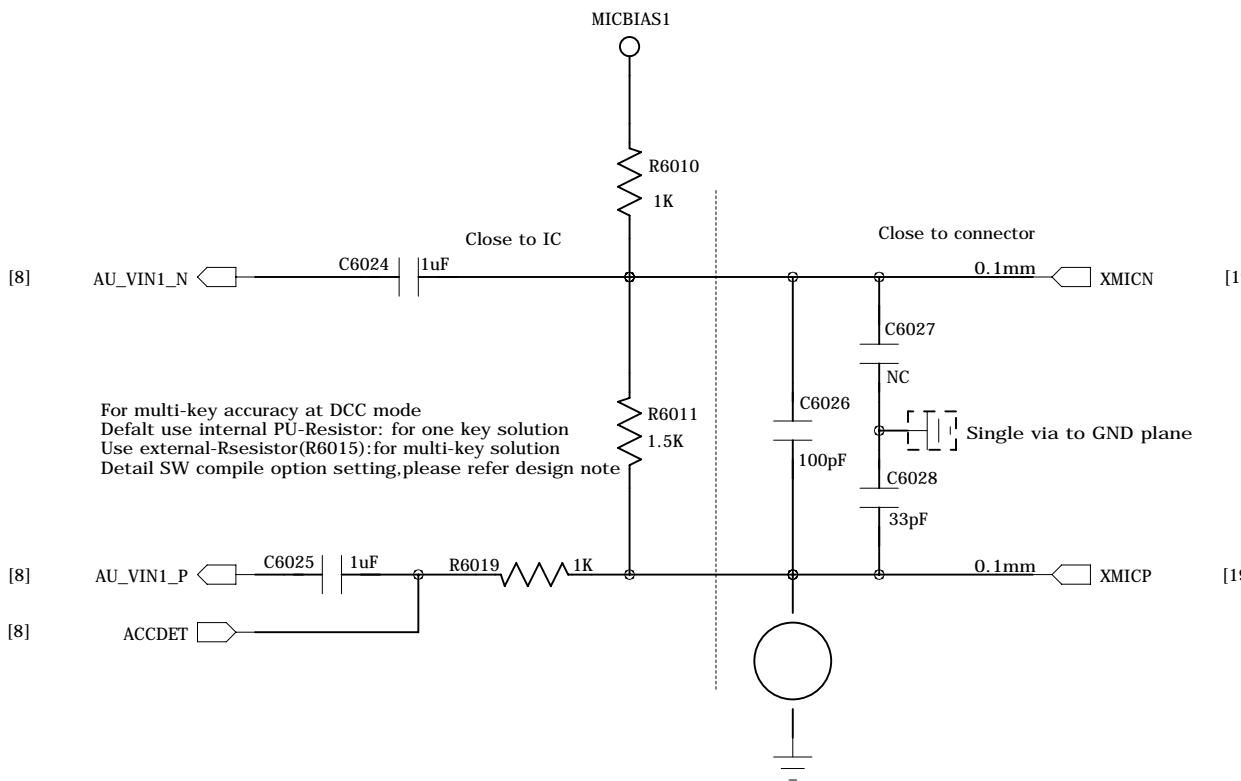 MICBIAS1
R6010
1K
Close to IC
Close to connector
C6024
1uF
0.1mm
[8]
AU_VIN1_N
XMICN
[1
C6027
NC
For multi-key accuracy at DCC mode
Defalt use internal PU-Resistor: for one key solution
Use external-Rsesistor(R6015):for multi-key solution
Detail SW compile option setting,please refer design note
R6011
1.5K
C6026
100pF
Single via to GND plane
C6028
33pF
C6025
1uF
R6019
1K
0.1mm
[8]
AU_VIN1_P
XMICP
[19
[8]
ACCDET